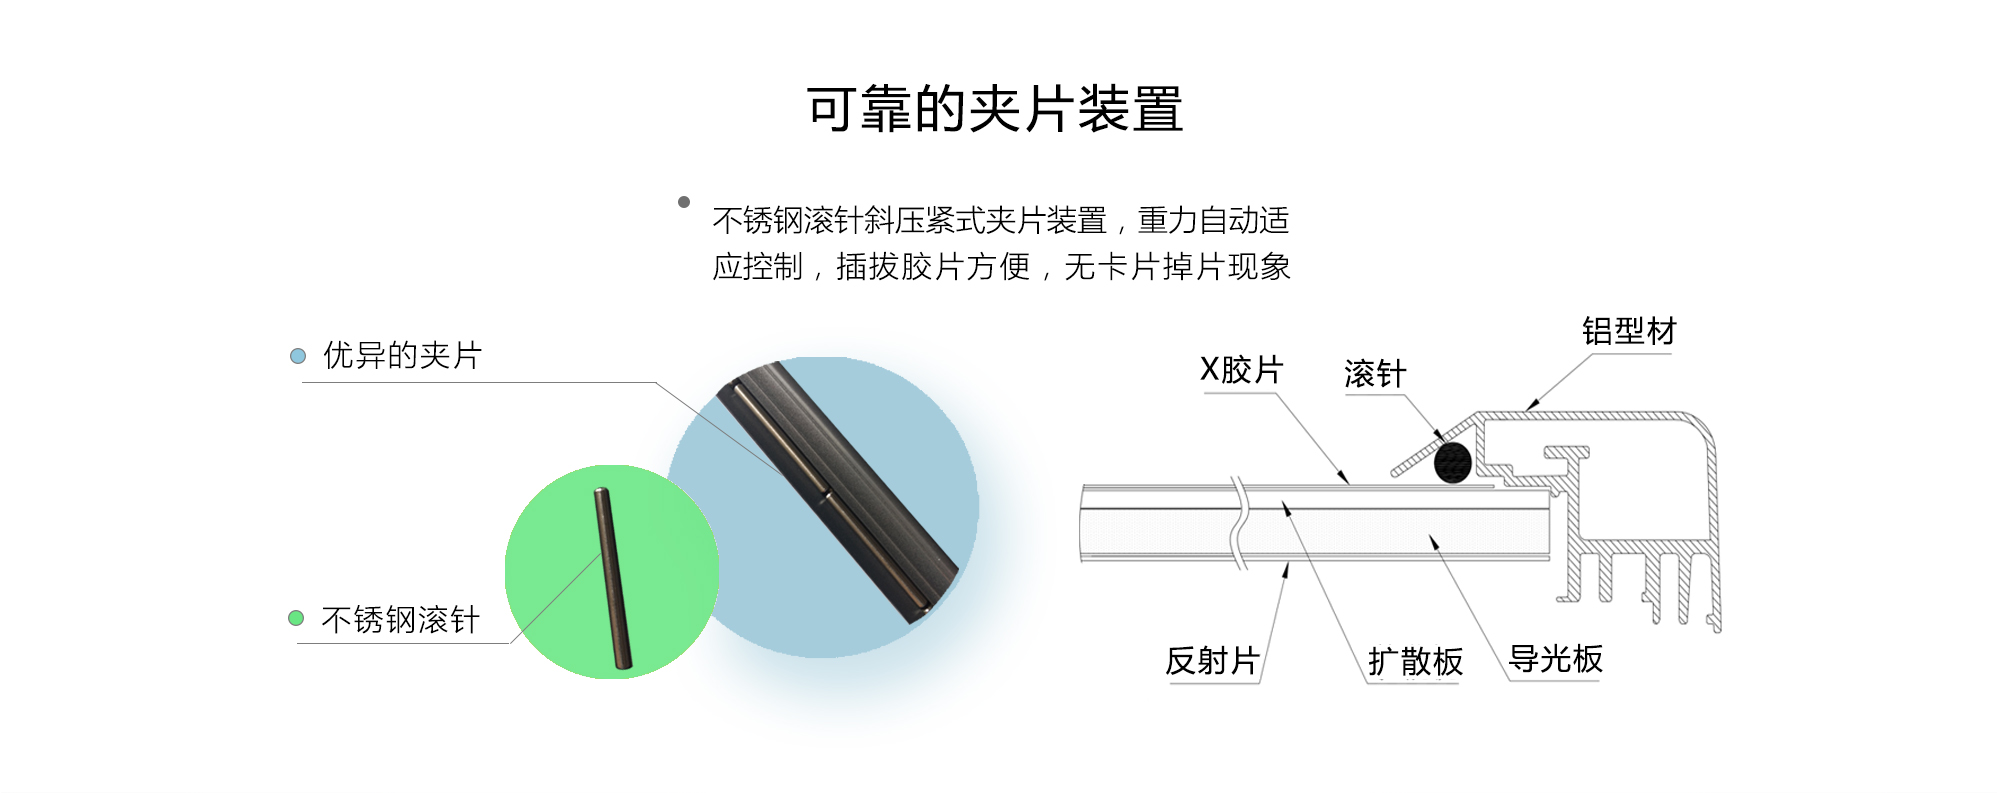 可靠的夹片装置
不锈钢滚针斜压紧式夹片装置，重力自动适
应控制，插拔胶片方便，无卡片掉片现象
优异的夹片
不锈钢滚针
铝型材
X胶片
滚针
反射片
扩散板
导光板